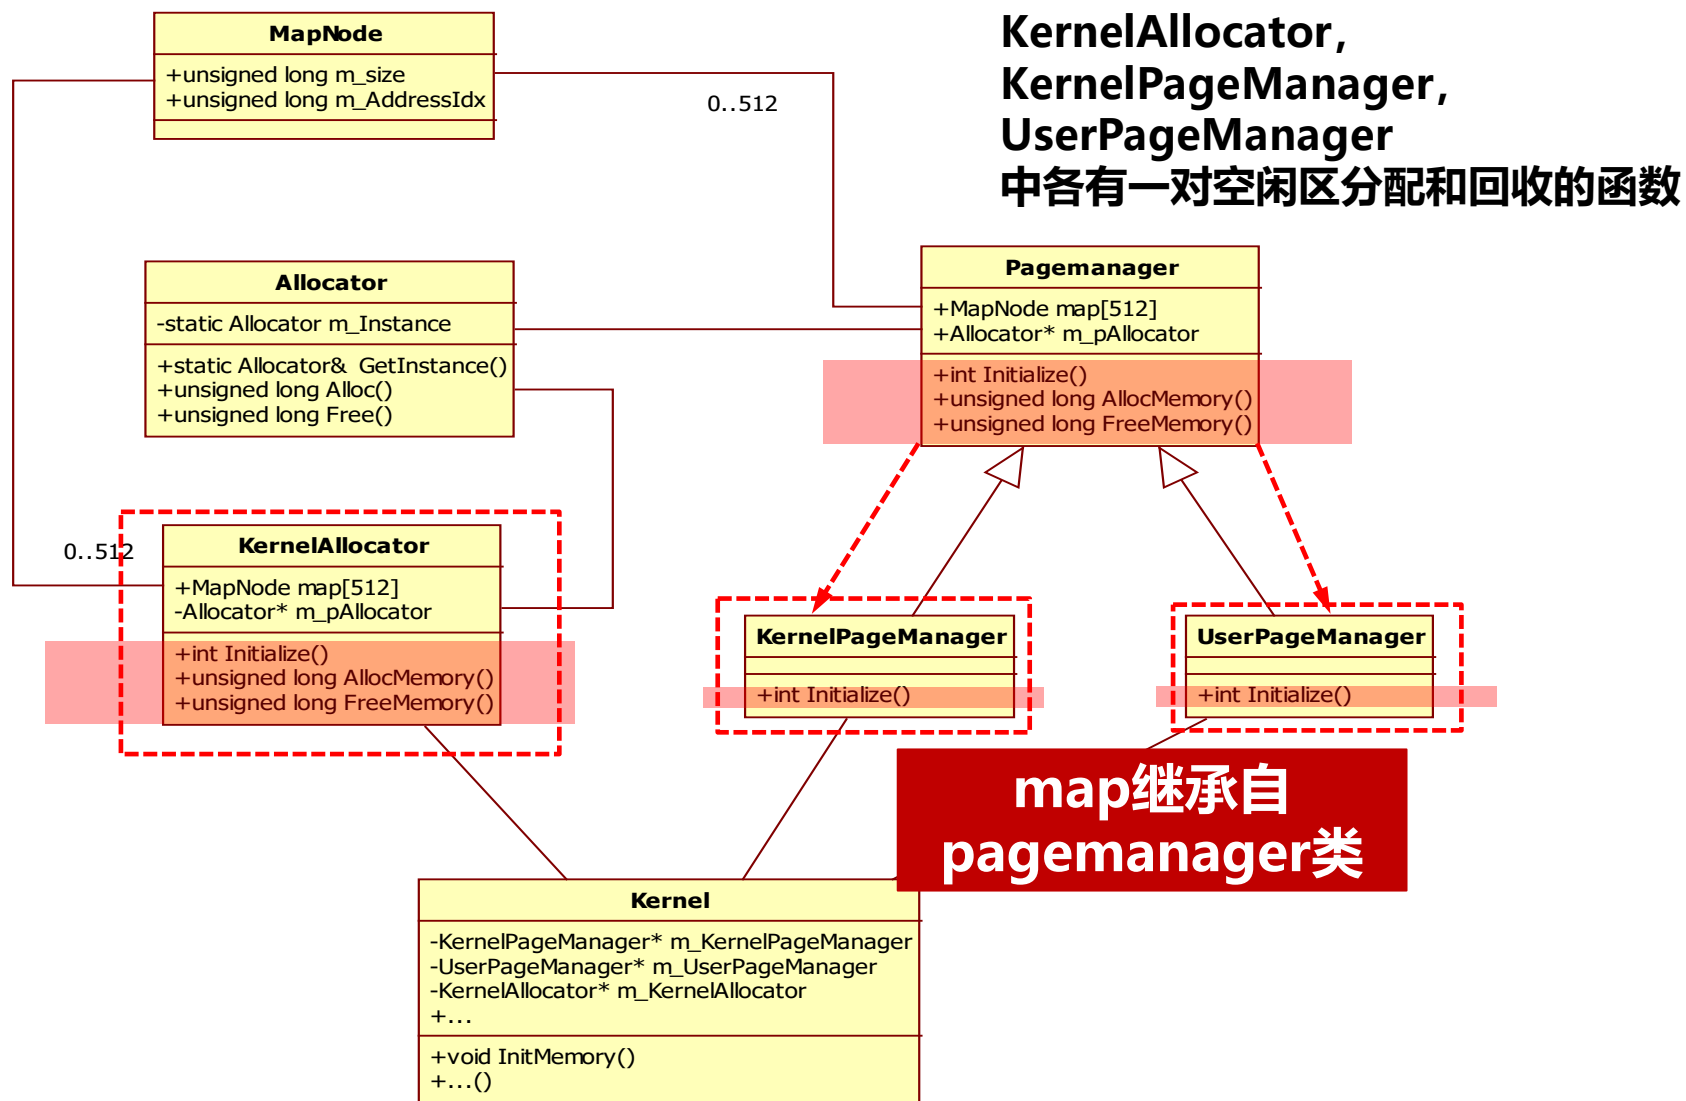 MapNode
+unsigned long m_size
+unsigned long m_AddressIdx
0..512
KernelAllocator,
KernelPageManager,
UserPageManager
中各有一对空闲区分配和回收的函数
Allocator
-static Allocator m_Instance
+static Allocator& GetInstance()
+unsigned long Alloc()
+unsigned long Free()
Pagemanager
+MapNode map[512]
+Allocator* m_pAllocator
+int Initialize()
+unsigned long AllocMemory()
+unsigned long FreeMemory()
0..512
KernelAllocator
+MapNode map[512]
-Allocator* m_pAllocator
+int Initialize()
+unsigned long AllocMemory()
+unsigned long FreeMemory()
KernelPageManager
+int Initialize()
UserPageManager
+int Initialize()
map继承自
pagemanager类
Kernel
-KernelPageManager* m_KernelPageManager
-UserPageManager* m_UserPageManager
-KernelAllocator* m_KernelAllocator
+...
+void InitMemory()
+...()